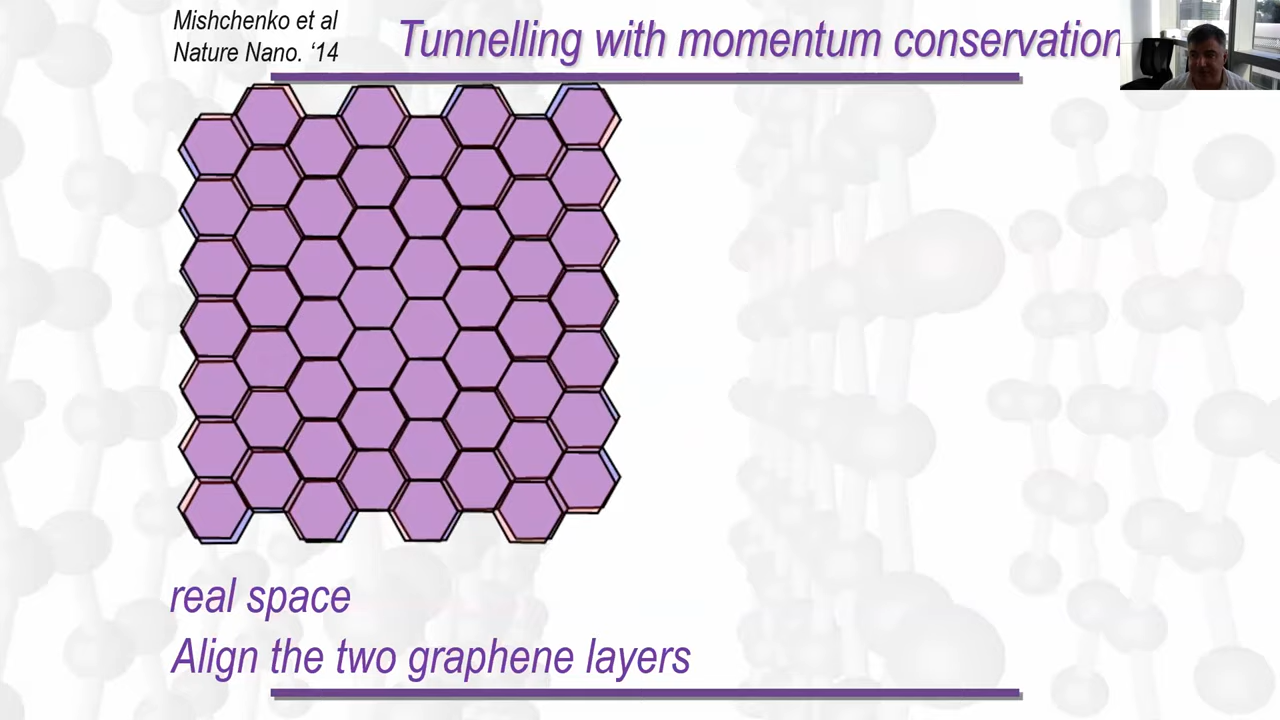 Mishchenko et al
Nature Nano. ‘14
Tunnelling with momentum conservation
real space
Align the two graphene layers